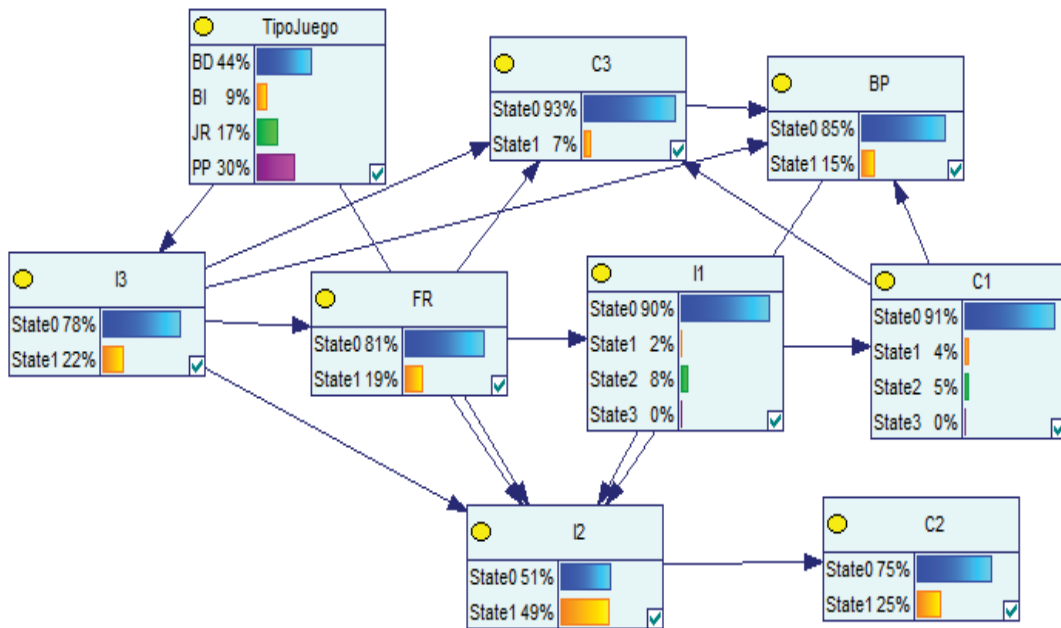 TipoJuego
BD 44%
BI 9%
JR 17%
PP 30%
C3
State0 93%
State1 7%
BP
State0 85%
State1 15%
I3
State0 78%
State1 22%
FR
State0 81%
State1 19%
I1
State0 90%
State1 2%
State2 8%
State3 0%
C1
State0 91%
State1 4%
State2 5%
State3 0%
I2
State0 51%
State1 49%
C2
State0 75%
State1 25%